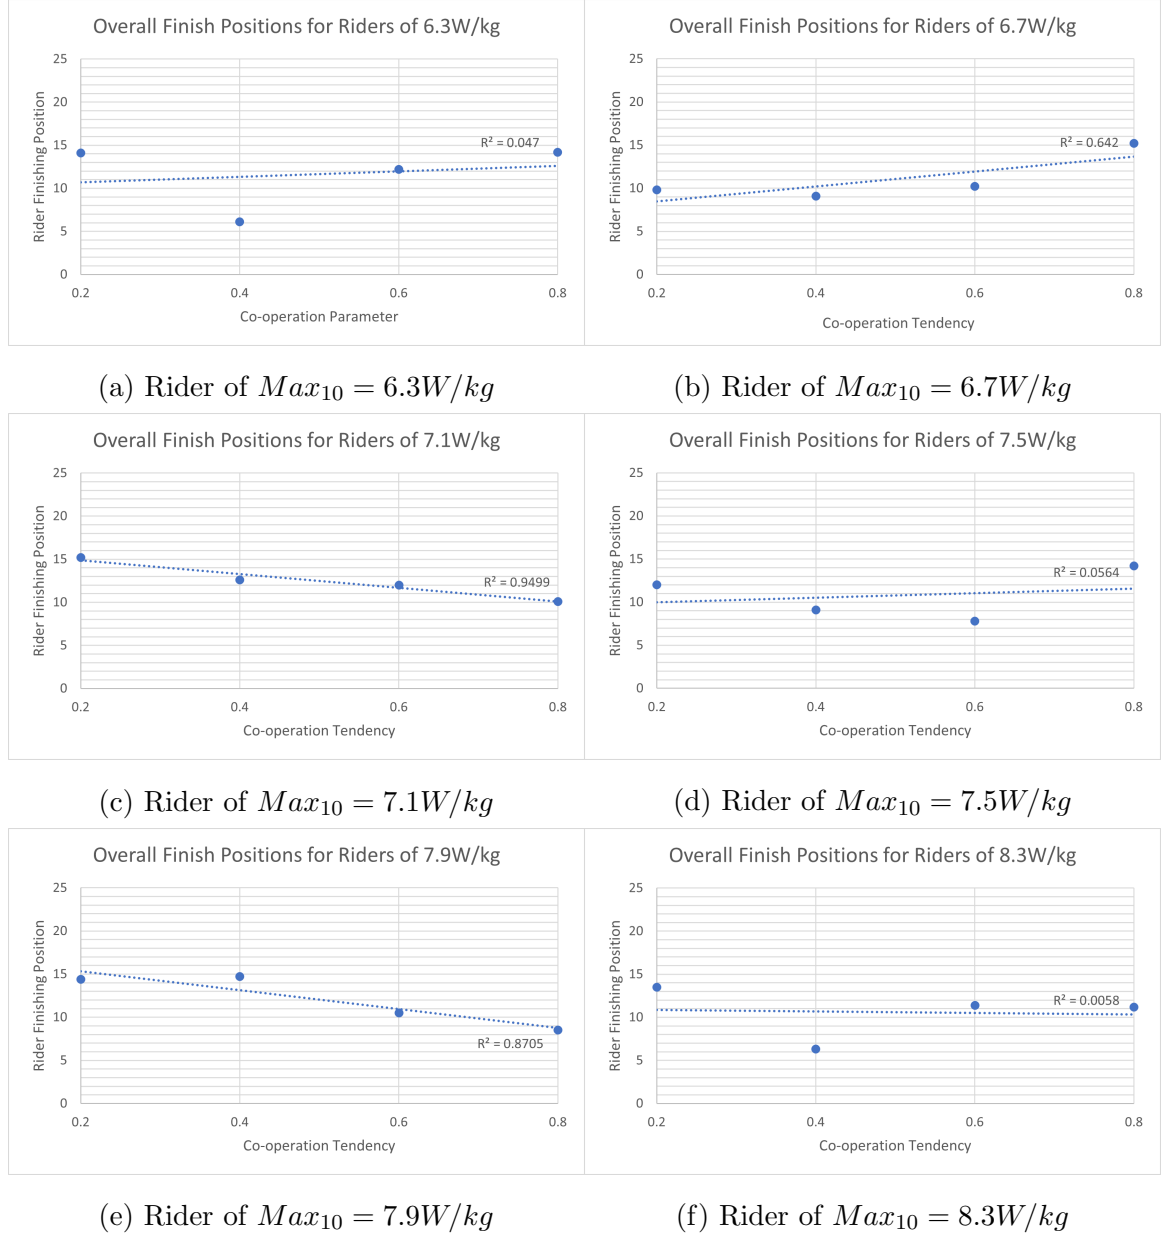 Overall Finish Positions for Riders of 6.3W/kg
Rider Finishing Position
25
20
15
10
5
0
R² = 0.047
0.2 0.4 0.6 0.8
Co-operation Parameter
(a) Rider of Max₁₀ = 6.3W/kg
Overall Finish Positions for Riders of 6.7W/kg
Rider Finishing Position
25
20
15
10
5
0
R² = 0.642
0.2 0.4 0.6 0.8
Co-operation Tendency
(b) Rider of Max₁₀ = 6.7W/kg
Overall Finish Positions for Riders of 7.1W/kg
Rider Finishing Position
25
20
15
10
5
0
R² = 0.9499
0.2 0.4 0.6 0.8
Co-operation Tendency
(c) Rider of Max₁₀ = 7.1W/kg
Overall Finish Positions for Riders of 7.5W/kg
Rider Finishing Position
25
20
15
10
5
0
R² = 0.0564
0.2 0.4 0.6 0.8
Co-operation Tendency
(d) Rider of Max₁₀ = 7.5W/kg
Overall Finish Positions for Riders of 7.9W/kg
Rider Finishing Position
25
20
15
10
5
0
R² = 0.8705
0.2 0.4 0.6 0.8
Co-operation Tendency
(e) Rider of Max₁₀ = 7.9W/kg
Overall Finish Positions for Riders of 8.3W/kg
Rider Finishing Position
25
20
15
10
5
0
R² = 0.0058
0.2 0.4 0.6 0.8
Co-operation Tendency
(f) Rider of Max₁₀ = 8.3W/kg